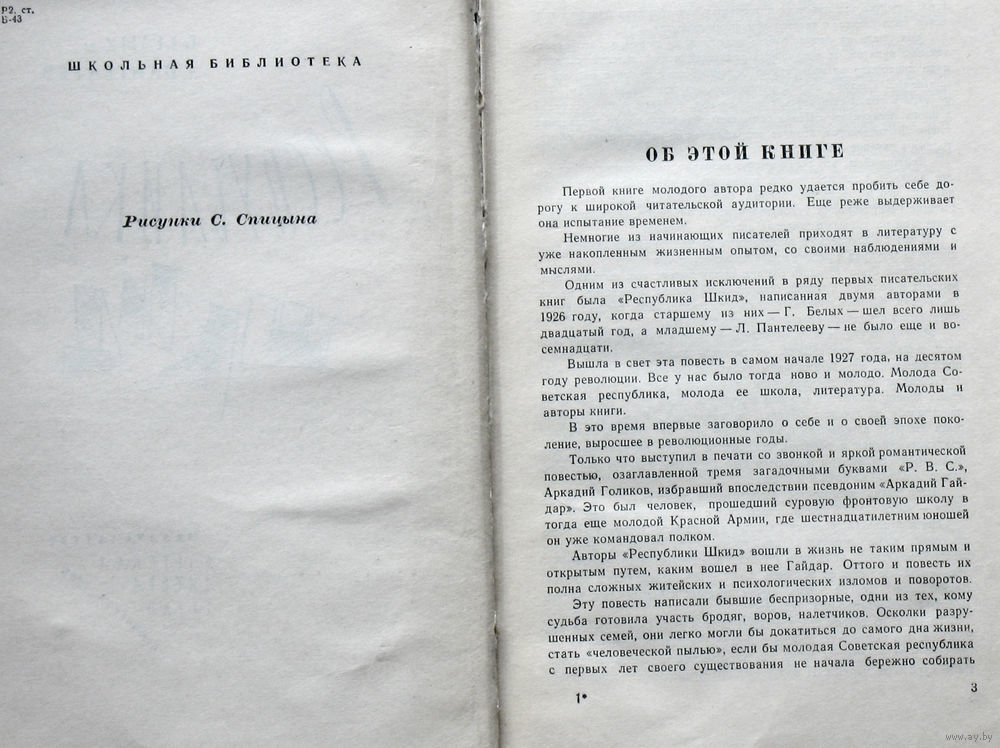 Р2. ст.
Б-43
ШКОЛЬНАЯ БИБЛИОТЕКА
Рисунки С. Спицына
ОБ ЭТОЙ КНИГЕ
Первой книге молодого автора редко удается пробить себе до-
рогу к широкой читательской аудитории. Еще реже выдерживает
она испытание временем.
Немногие из начинающих писателей приходят в литературу с
уже накопленным жизненным опытом, со своими наблюдениями и
мыслями.
Одним из счастливых исключений в ряду первых писательских
книг была «Республика Шкид», написанная двумя авторами в
1926 году, когда старшему из них — Г. Белых — шел всего лишь
двадцатый год, а младшему — Л. Пантелееву — не было еще и во-
семнадцати.
Вышла в свет эта повесть в самом начале 1927 года, на десятом
году революции. Все у нас было тогда ново и молодо. Молода Со-
ветская республика, молода ее школа, литература. Молоды и
авторы книги.
В это время впервые заговорило о себе и о своей эпохе поко-
ление, выросшее в революционные годы.
Только что выступил в печати со звонкой и яркой романтической
повестью, озаглавленной тремя загадочными буквами «Р. В. С.»,
Аркадий Голиков, избравший впоследствии псевдоним «Аркадий Гай-
дар». Это был человек, прошедший суровую фронтовую школу в
тогда еще молодой Красной Армии, где шестнадцатилетним юношей
он уже командовал полком.
Авторы «Республики Шкид» вошли в жизнь не таким прямым и
открытым путем, каким вошел в нее Гайдар. Оттого и повесть их
полна сложных житейских и психологических изломов и поворотов.
Эту повесть написали бывшие беспризорные, одни из тех, кому
судьба готовила участь бродяг, воров, налетчиков. Осколки разру-
шенных семей, они легко могли бы докатиться до самого дна жизни,
стать «человеческой пылью», если бы молодая Советская республика
с первых лет своего существования не начала бережно собирать
1*
3
www.ay.by